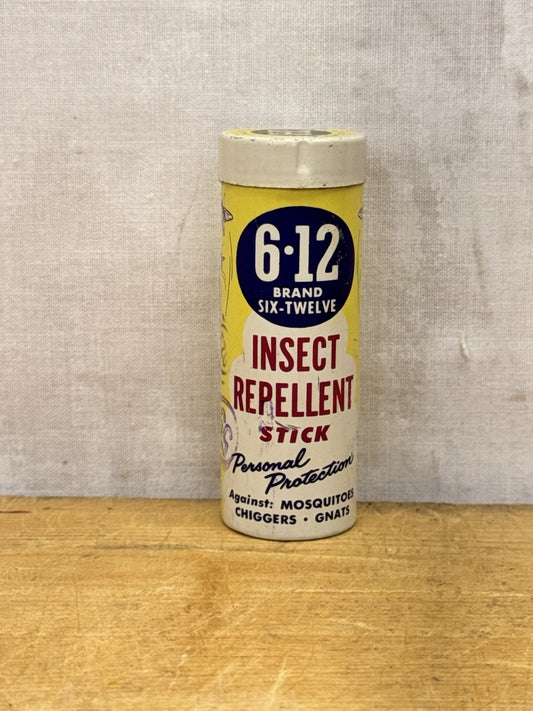 6·12
BRAND
SIX-TWELVE
INSECT
REPELLENT
STICK
Personal
Protection
Against: MOSQUITOES
CHIGGERS · GNATS